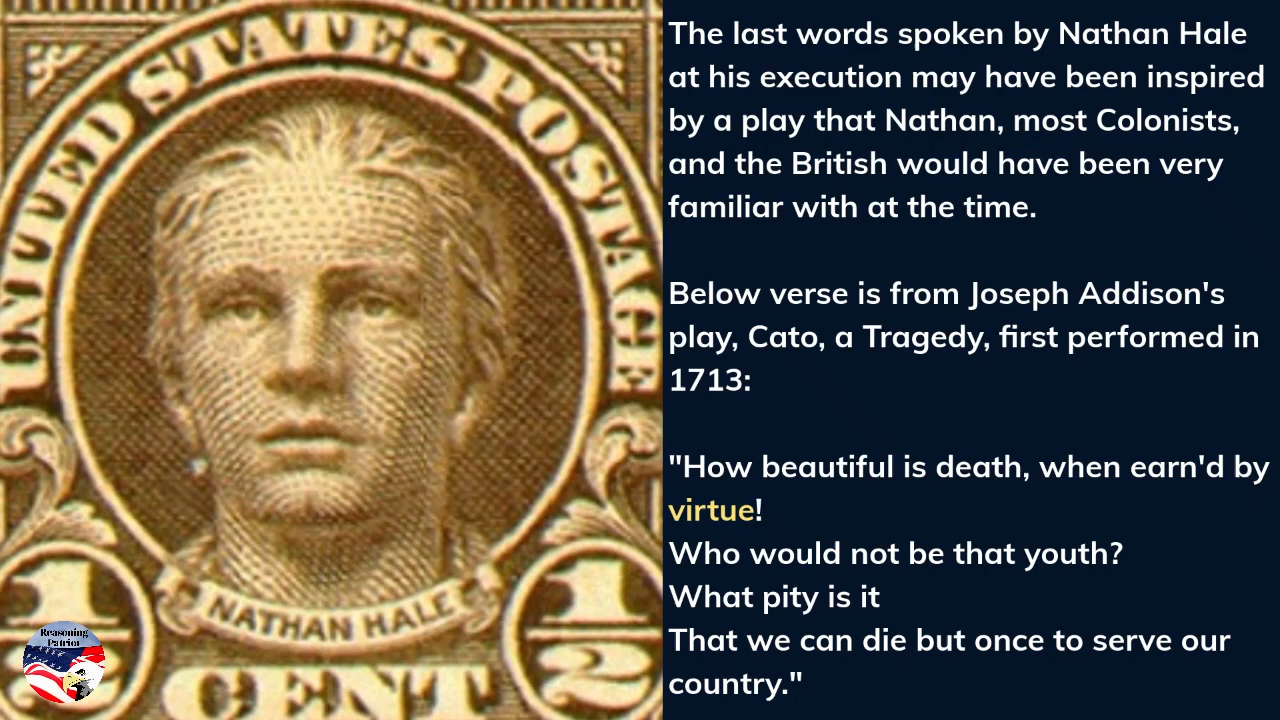 UNITED STATES POSTAGE
NATHAN HALE
1/2
1/2
CENT
Reasoning
Patriot
The last words spoken by Nathan Hale
at his execution may have been inspired
by a play that Nathan, most Colonists,
and the British would have been very
familiar with at the time.
Below verse is from Joseph Addison's
play, Cato, a Tragedy, first performed in
1713:
"How beautiful is death, when earn'd by
virtue!
Who would not be that youth?
What pity is it
That we can die but once to serve our
country."